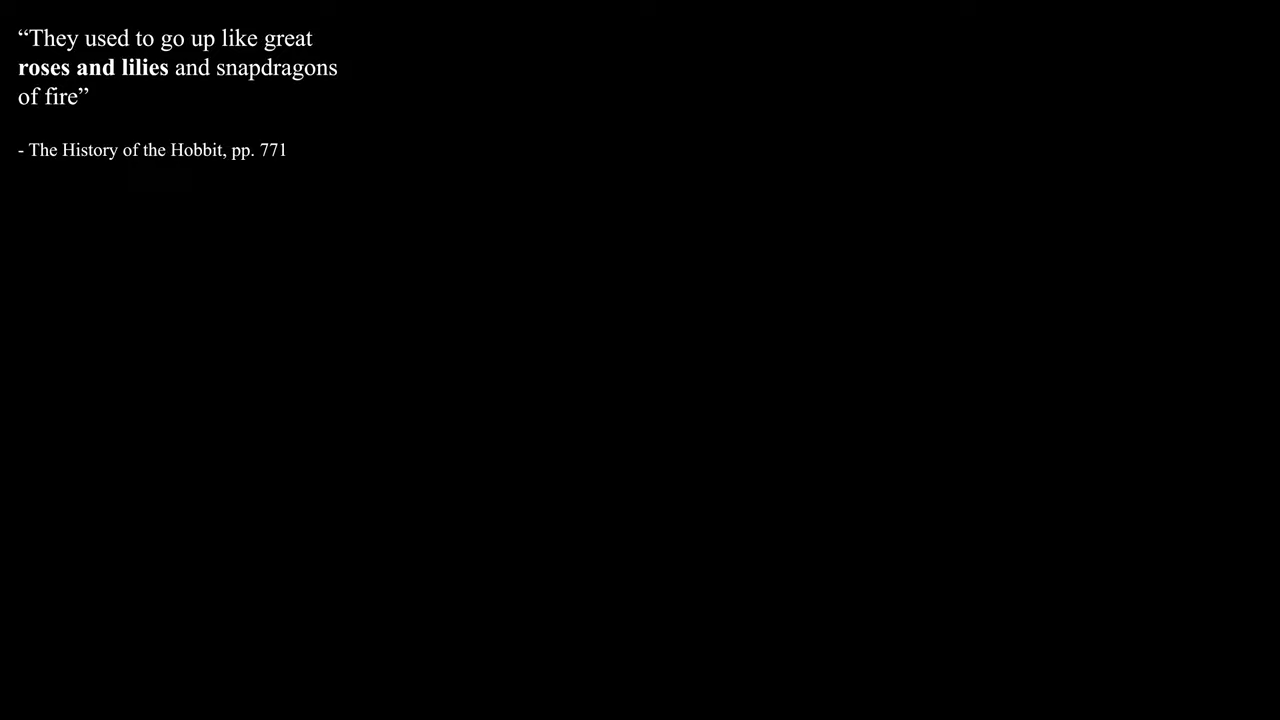 “They used to go up like great
roses and lilies and snapdragons
of fire”
- The History of the Hobbit, pp. 771